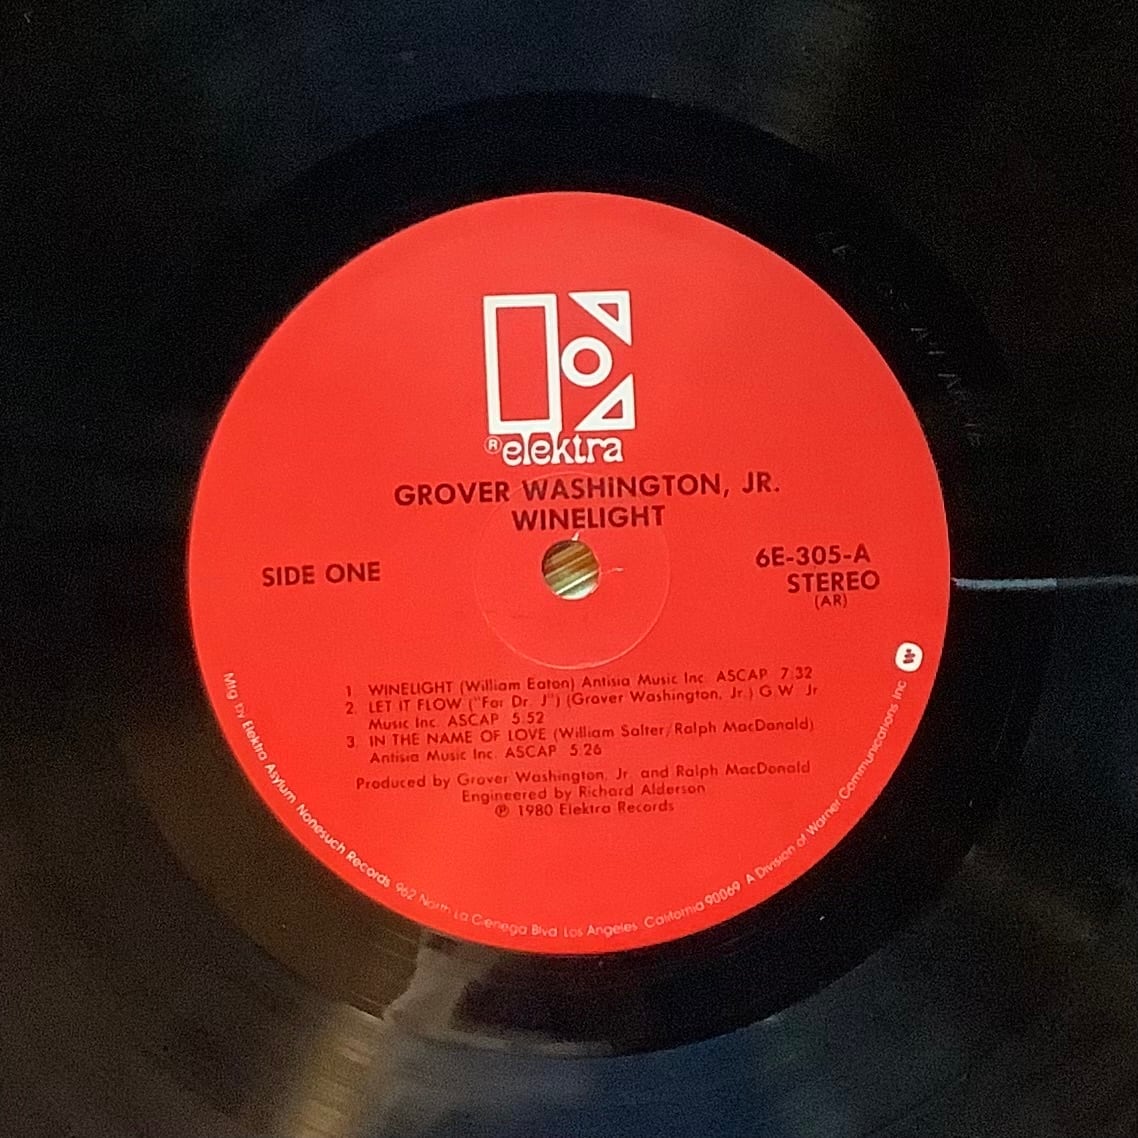 ® elektra
GROVER WASHINGTON, JR.
WINELIGHT
SIDE ONE
6E-305-A
STEREO
(AR)
1. WINELIGHT (William Eaton) Antisia Music Inc. ASCAP 7:32
2. LET IT FLOW ("For Dr. J") (Grover Washington, Jr.) G.W. Jr.
Music Inc. ASCAP 5:52
3. IN THE NAME OF LOVE (William Salter/Ralph MacDonald)
Antisia Music Inc. ASCAP 5:26
Produced by Grover Washington, Jr. and Ralph MacDonald
Engineered by Richard Alderson
℗ 1980 Elektra Records
Mfg by Elektra Asylum Nonesuch Records 962 North La Cienega Blvd Los Angeles California 90069 A Division of Warner Communications Inc